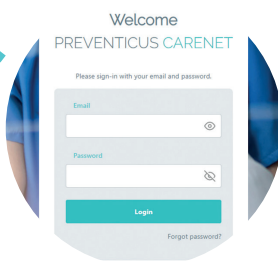 Welcome
PREVENTICUS CARENET
Please sign-in with your email and password.
Email
Password
Login
Forgot password?